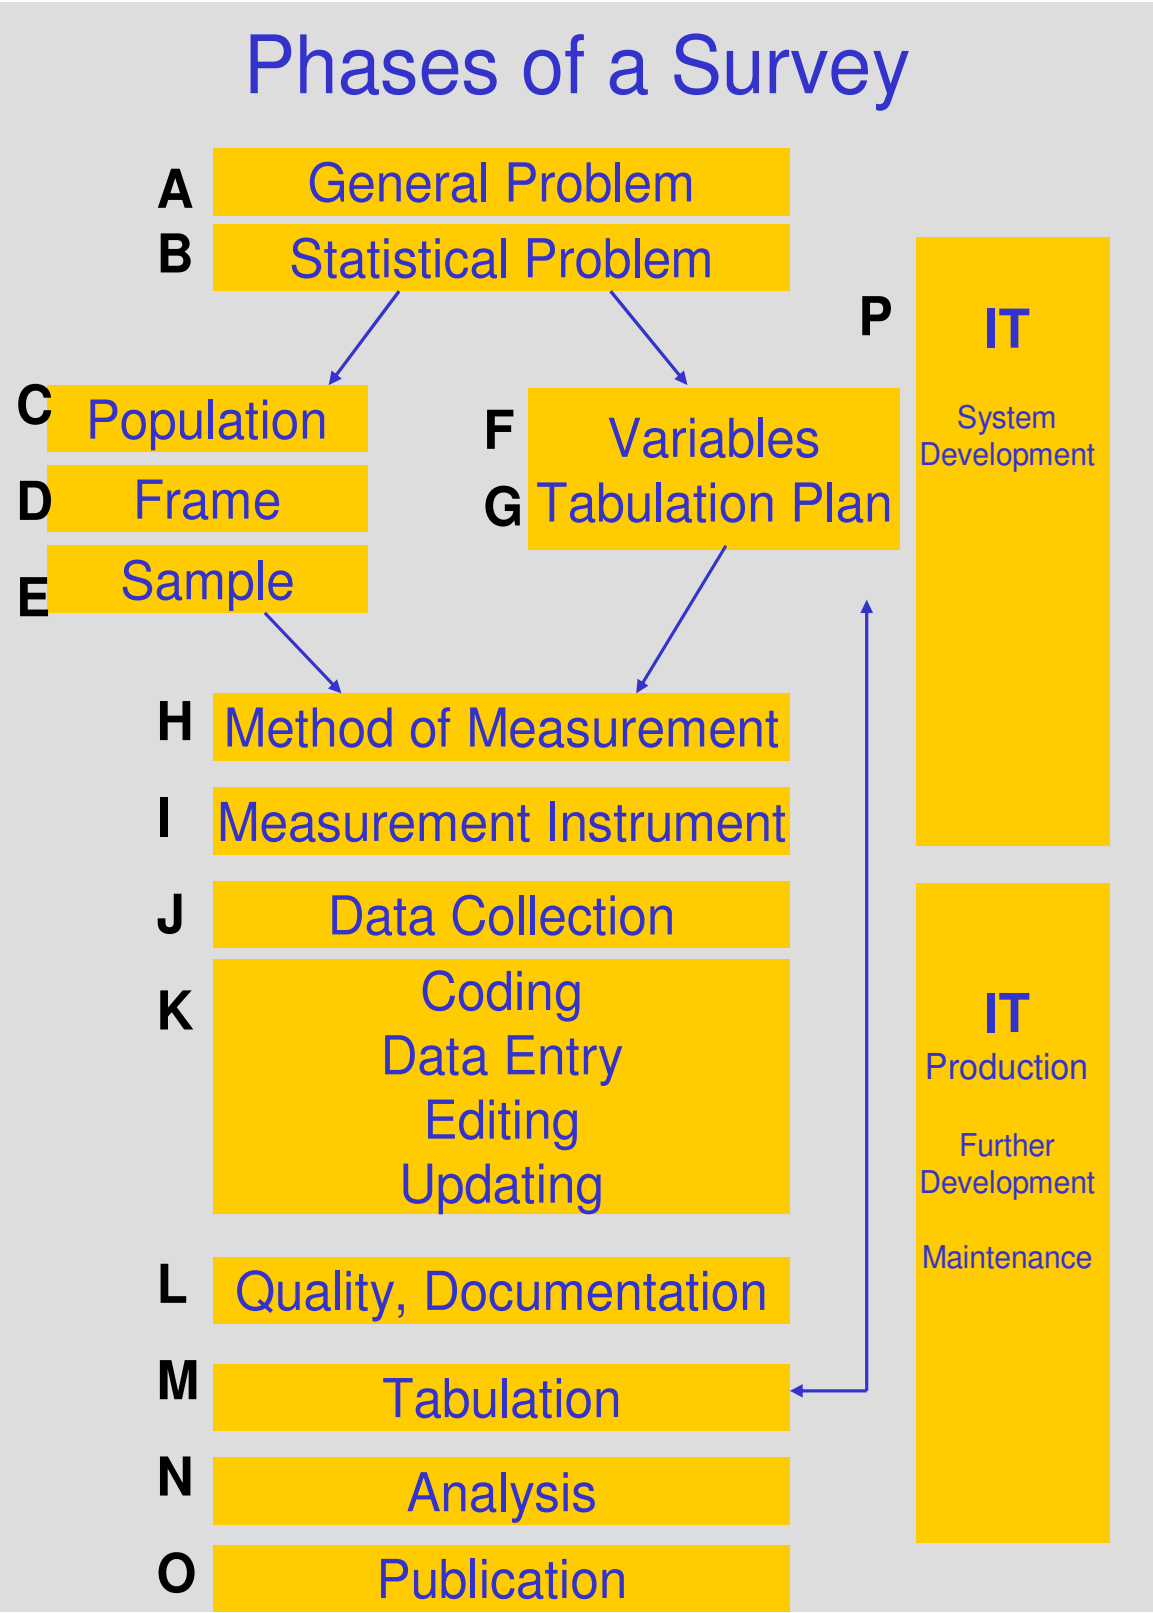 Phases of a Survey
A
General Problem
B
Statistical Problem
C
Population
D
Frame
E
Sample
F
Variables
G
Tabulation Plan
H
Method of Measurement
I
Measurement Instrument
J
Data Collection
K
Coding
Data Entry
Editing
Updating
L
Quality, Documentation
M
Tabulation
N
Analysis
O
Publication
P
IT
System
Development
IT
Production
Further
Development
Maintenance